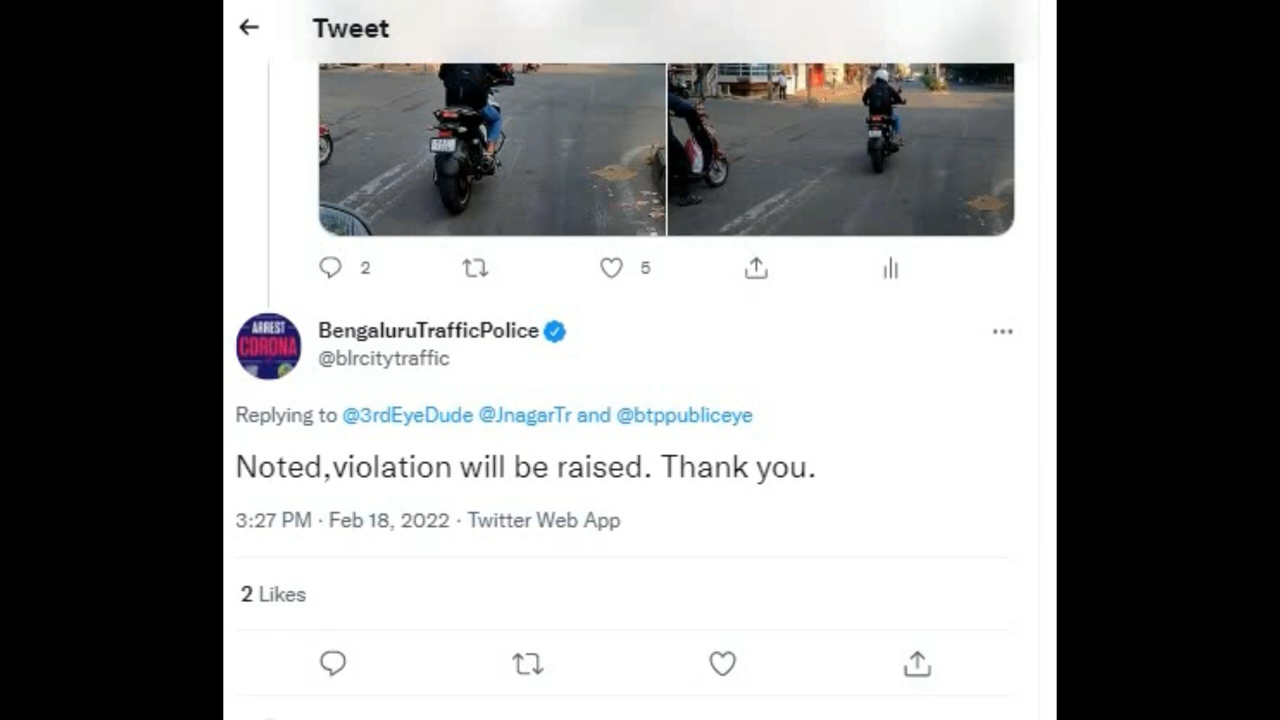 Tweet
2
5
ARREST
CORONA
BengaluruTrafficPolice
@blrcitytraffic
Replying to @3rdEyeDude @JnagarTr and @btppubliceye
Noted,violation will be raised. Thank you.
3:27 PM · Feb 18, 2022 · Twitter Web App
2 Likes